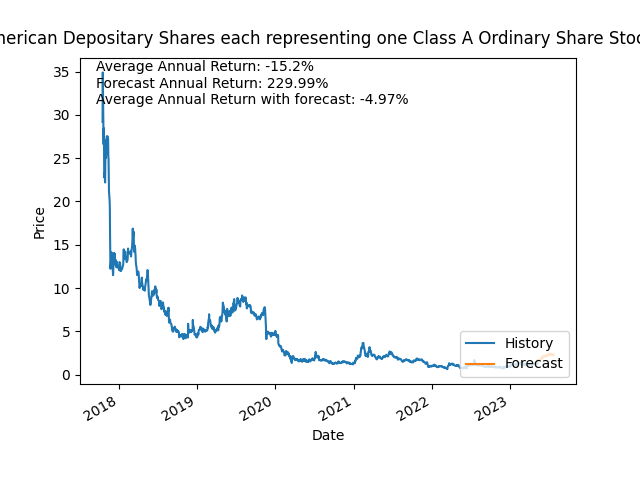 American Depositary Shares each representing one Class A Ordinary Share Stock
Average Annual Return: -15.2%
Forecast Annual Return: 229.99%
Average Annual Return with forecast: -4.97%
35
30
25
20
15
10
5
0
Price
History
Forecast
2018
2019
2020
2021
2022
2023
Date